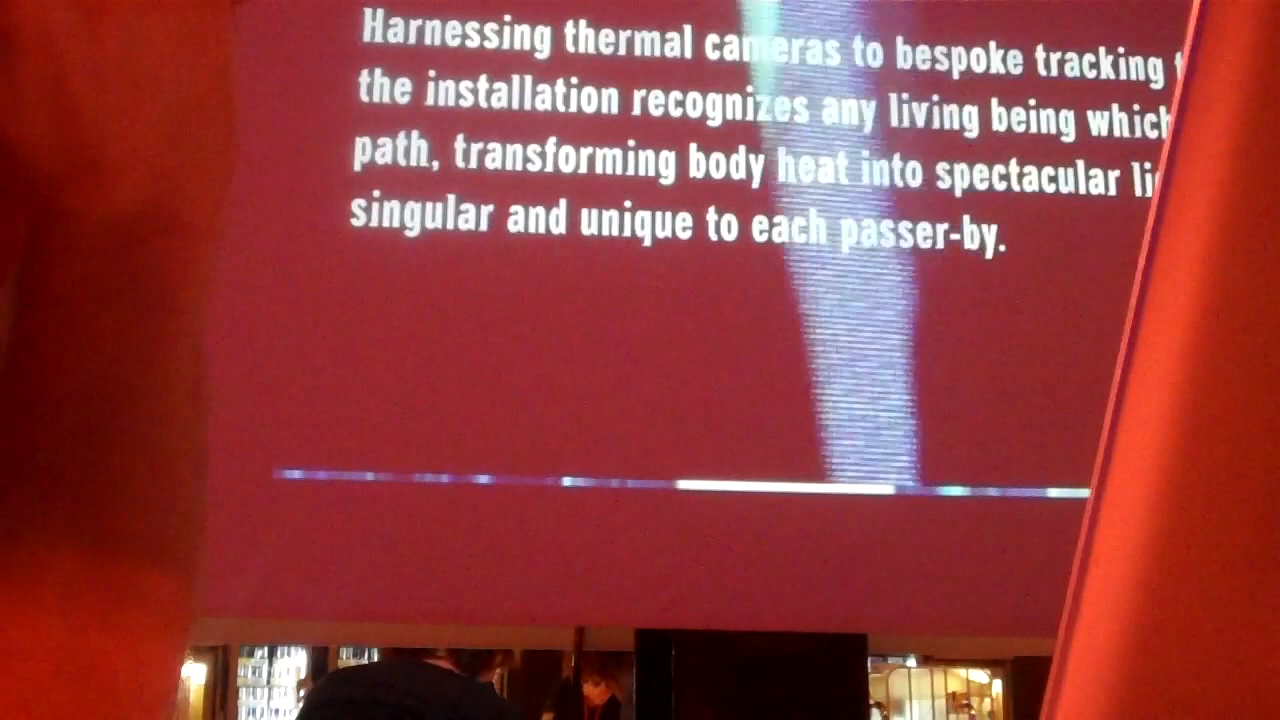 Harnessing thermal cameras to bespoke tracking
the installation recognizes any living being which
path, transforming body heat into spectacular
singular and unique to each passer-by.